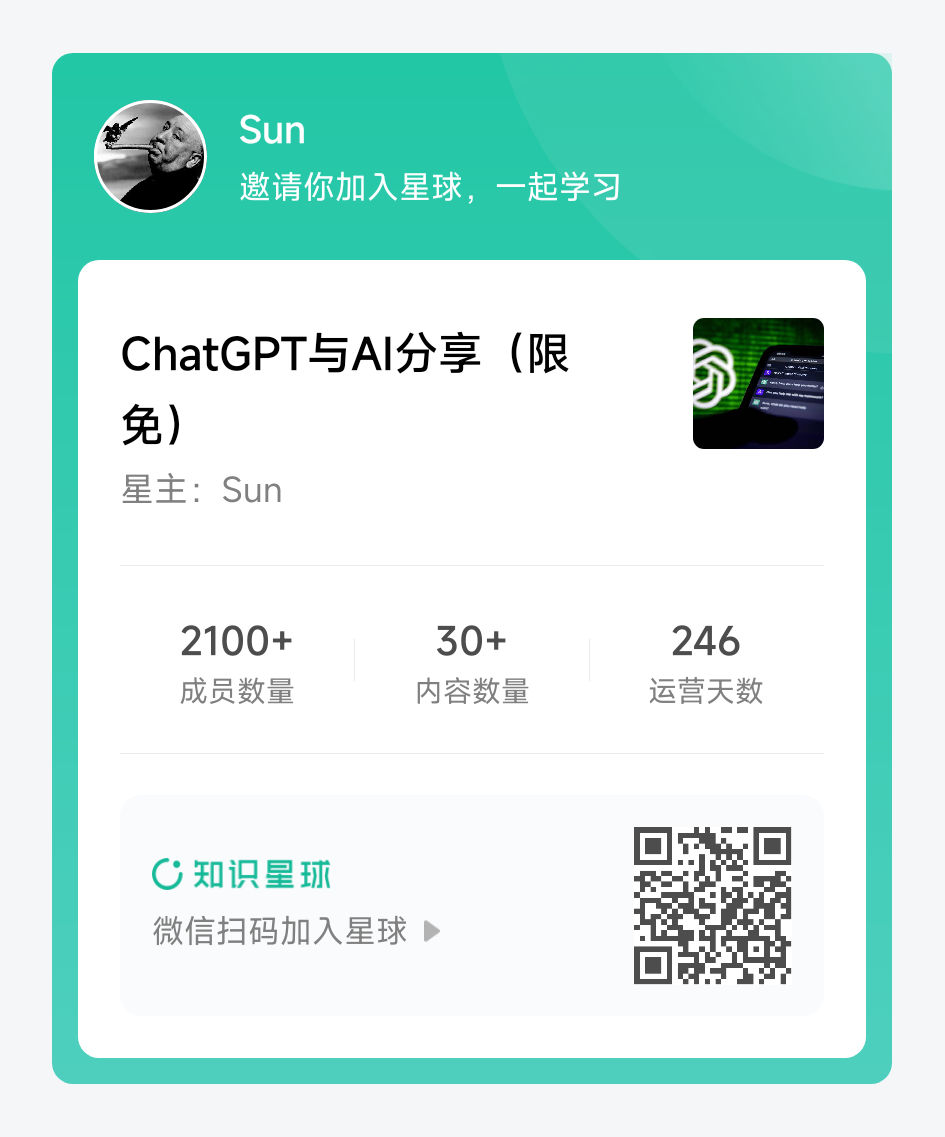 Sun
邀请你加入星球，一起学习
ChatGPT与AI分享（限
免）
星主：Sun
2100+
30+
246
成员数量
内容数量
运营天数
知识星球
微信扫码加入星球